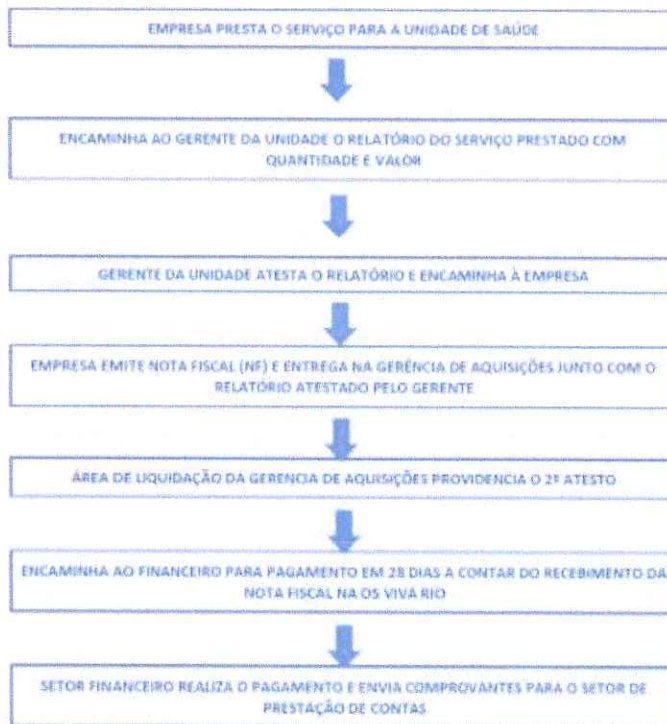 EMPRESA PRESTA O SERVIÇO PARA A UNIDADE DE SAÚDE
ENCAMINHA AO GERENTE DA UNIDADE O RELATÓRIO DO SERVIÇO PRESTADO COM
QUANTIDADE E VALOR
GERENTE DA UNIDADE ATESTA O RELATÓRIO E ENCAMINHA À EMPRESA
EMPRESA EMITE NOTA FISCAL (NF) E ENTREGA NA GERÊNCIA DE AQUISIÇÕES JUNTO COM O
RELATÓRIO ATESTADO PELO GERENTE
ÁREA DE LIQUIDAÇÃO DA GERENCIA DE AQUISIÇÕES PROVIDENCIA O 2º ATESTO
ENCAMINHA AO FINANCEIRO PARA PAGAMENTO EM 28 DIAS A CONTAR DO RECEBIMENTO DA
NOTA FISCAL NA OS VIVA RIO
SETOR FINANCEIRO REALIZA O PAGAMENTO E ENVIA COMPROVANTES PARA O SETOR DE
PRESTAÇÃO DE CONTAS